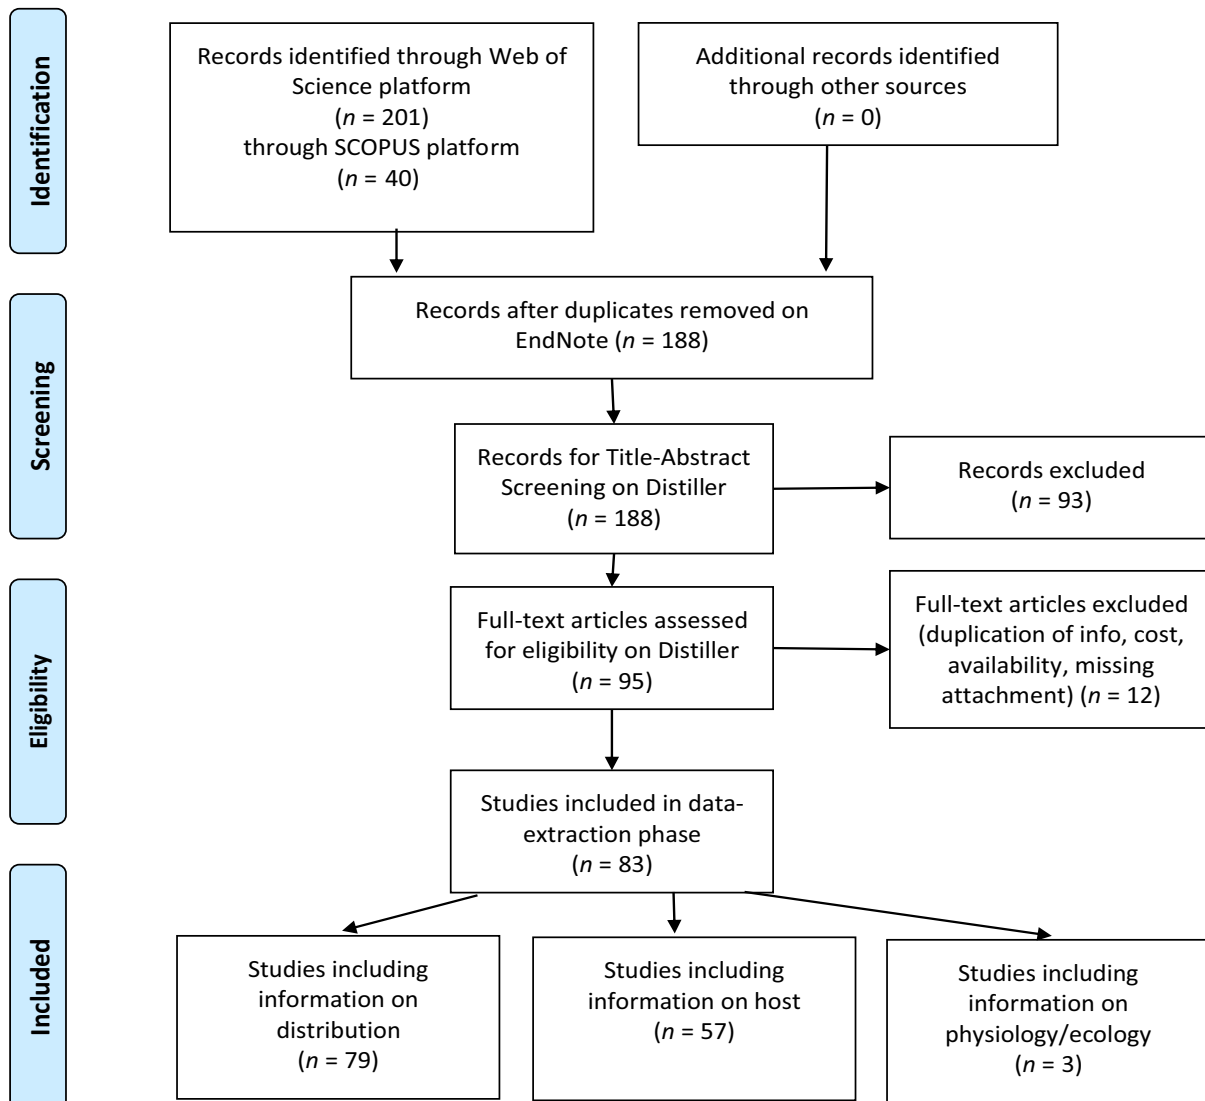 Identification
Records identified through Web of
Science platform
(n = 201)
through SCOPUS platform
(n = 40)
Additional records identified
through other sources
(n = 0)
Screening
Records after duplicates removed on
EndNote (n = 188)
Records for Title-Abstract
Screening on Distiller
(n = 188)
Records excluded
(n = 93)
Eligibility
Full-text articles assessed
for eligibility on Distiller
(n = 95)
Full-text articles excluded
(duplication of info, cost,
availability, missing
attachment) (n = 12)
Studies included in data-
extraction phase
(n = 83)
Included
Studies including
information on
distribution
(n = 79)
Studies including
information on host
(n = 57)
Studies including
information on
physiology/ecology
(n = 3)